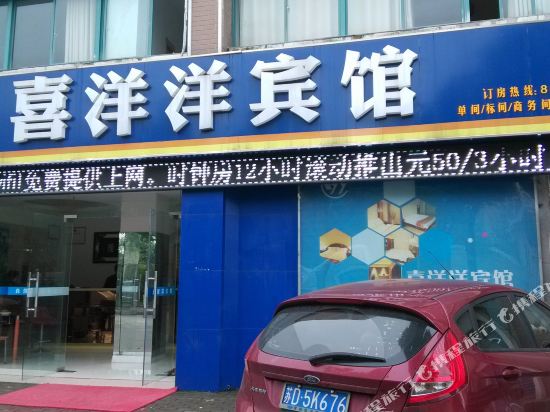 喜洋洋宾馆
订房热线:8
单间/标间/商务间
免费提供上网。时钟房12小时滚动推出元50/3小时
喜洋洋宾馆
苏D·5K676
携程旅行